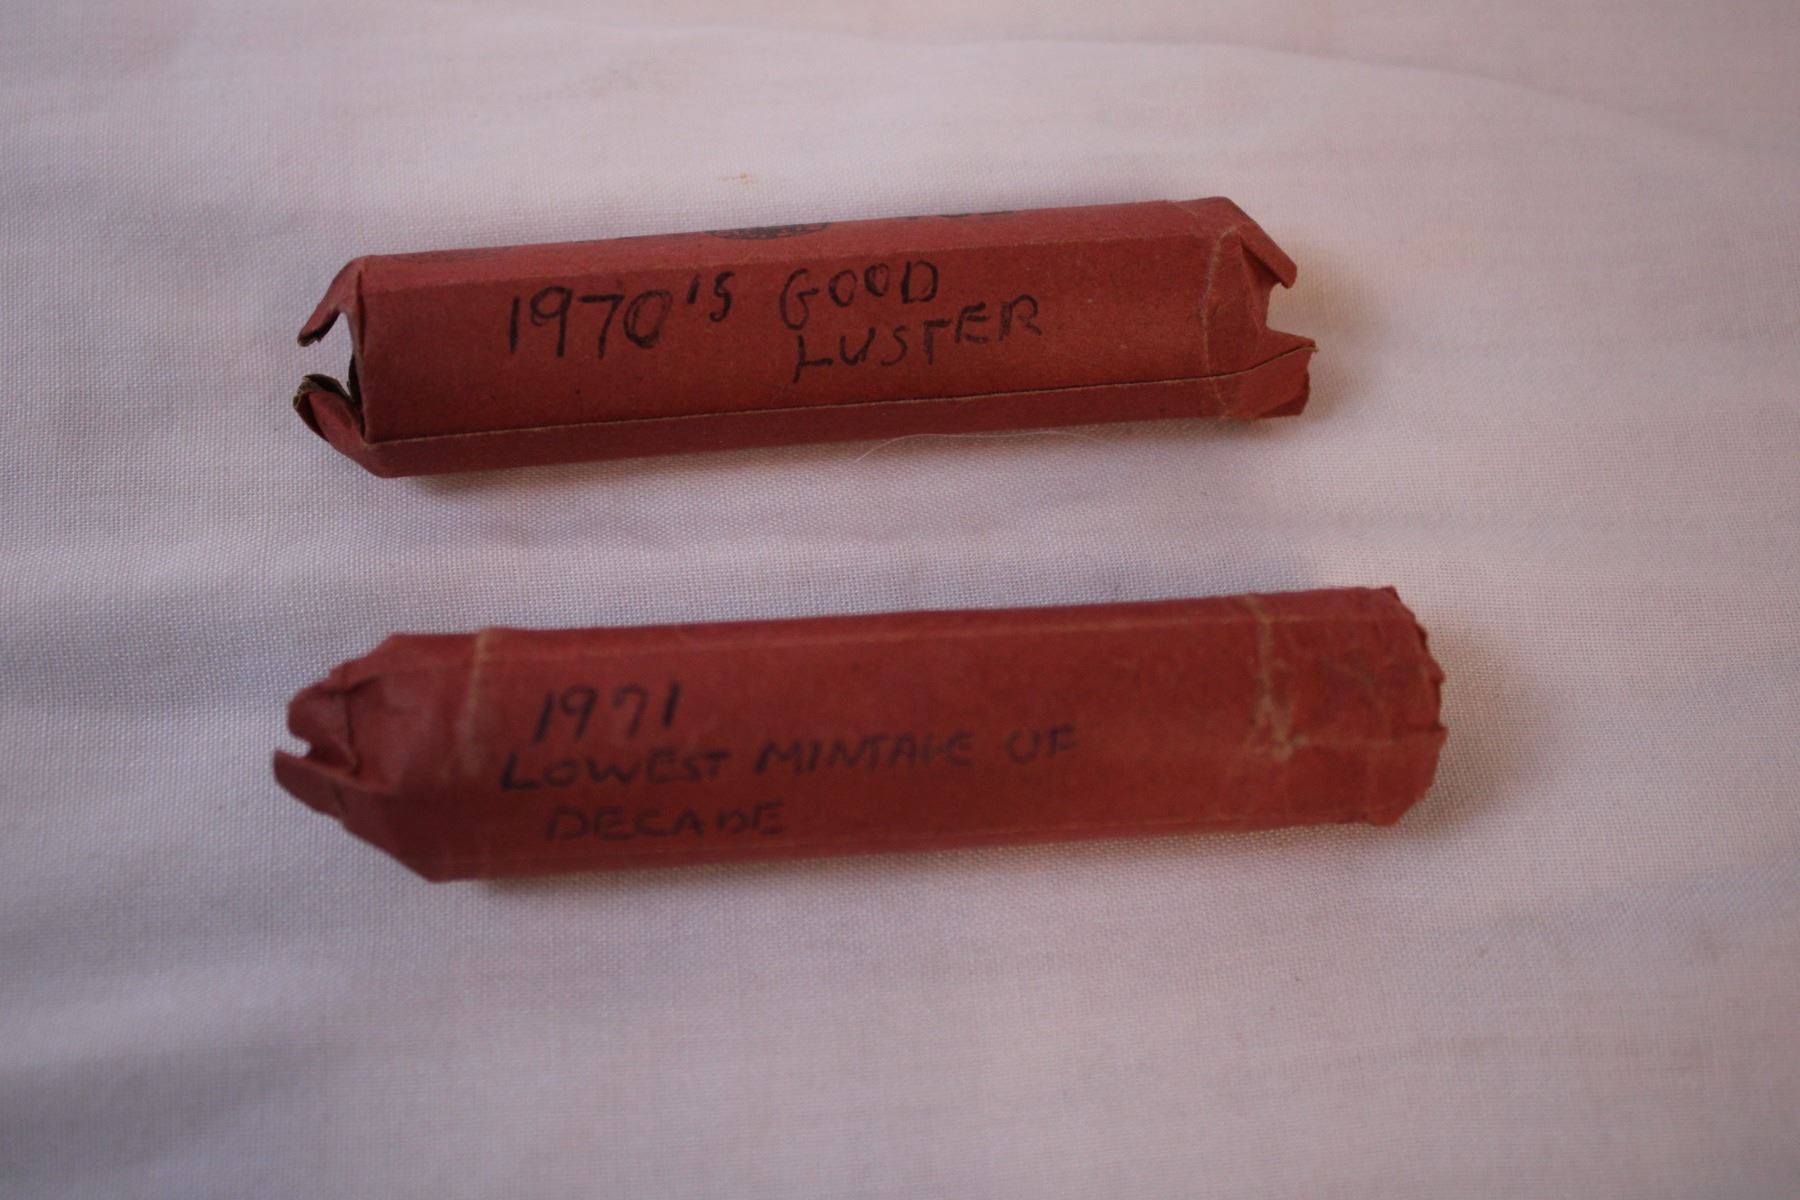 1970's GOOD
LUSTER
1971
LOWEST MINTAGE OF
DECADE